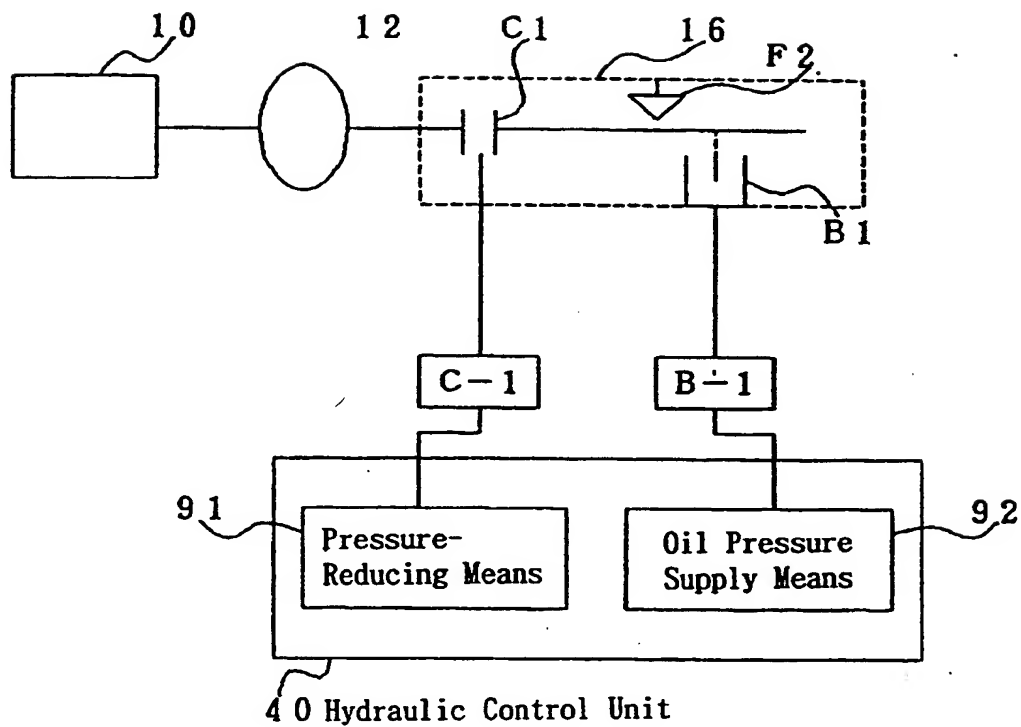 10
12
C1
16
F2
B1
C-1
B-1
91
Pressure-
Reducing Means
Oil Pressure
Supply Means
92
40 Hydraulic Control Unit